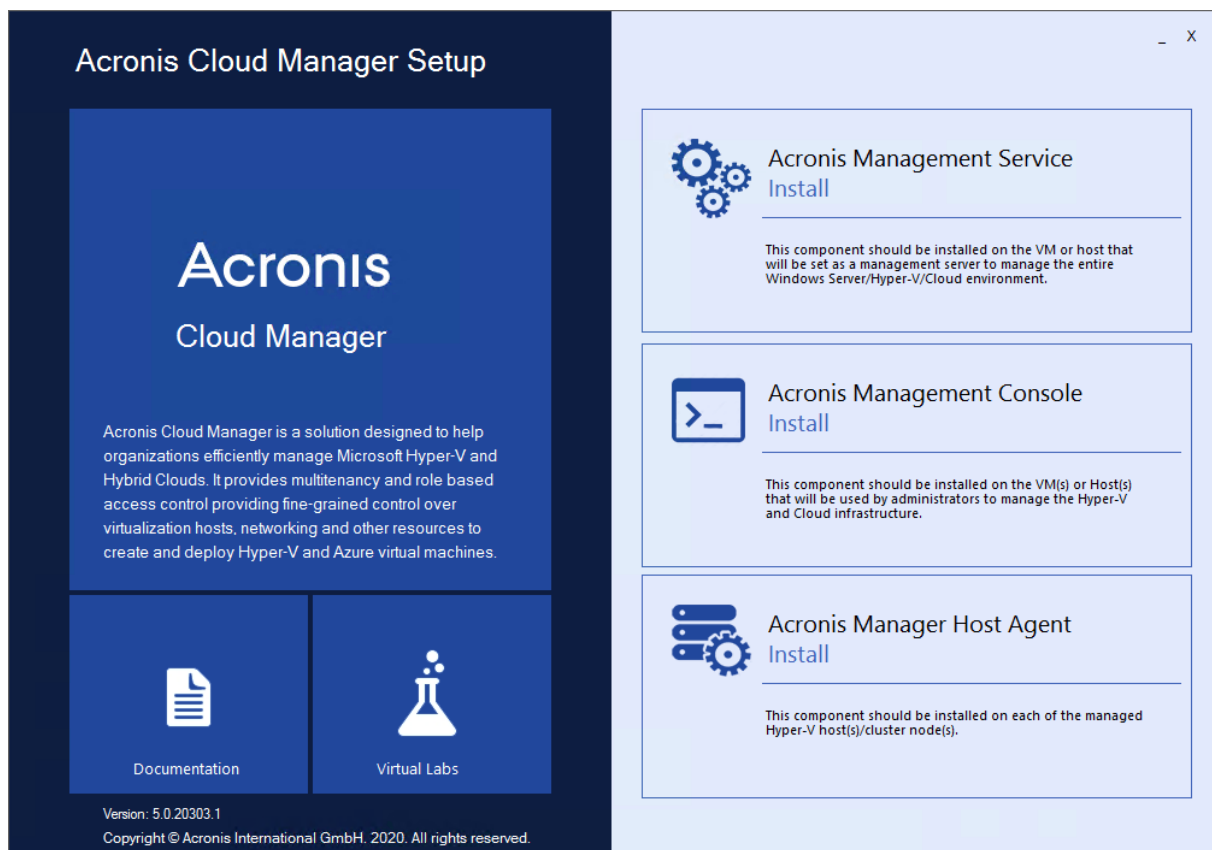 Acronis Cloud Manager Setup
_ X
Acronis
Cloud Manager
Acronis Cloud Manager is a solution designed to help
organizations efficiently manage Microsoft Hyper-V and
Hybrid Clouds. It provides multitenancy and role based
access control providing fine-grained control over
virtualization hosts, networking and other resources to
create and deploy Hyper-V and Azure virtual machines.
Documentation
Virtual Labs
Version: 5.0.20303.1
Copyright © Acronis International GmbH. 2020. All rights reserved.
Acronis Management Service
Install
This component should be installed on the VM or host that
will be set as a management server to manage the entire
Windows Server/Hyper-V/Cloud environment.
Acronis Management Console
Install
This component should be installed on the VM(s) or Host(s)
that will be used by administrators to manage the Hyper-V
and Cloud infrastructure.
Acronis Manager Host Agent
Install
This component should be installed on each of the managed
Hyper-V host(s)/cluster node(s).